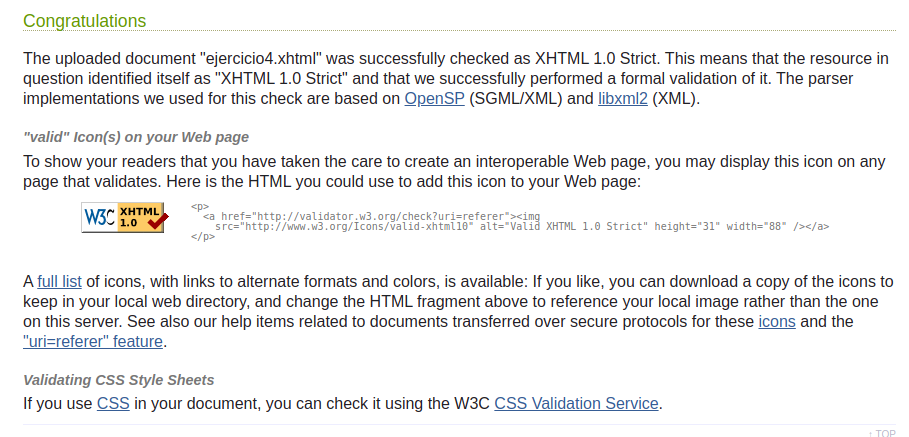 Congratulations
The uploaded document "ejercicio4.xhtml" was successfully checked as XHTML 1.0 Strict. This means that the resource in
question identified itself as "XHTML 1.0 Strict" and that we successfully performed a formal validation of it. The parser
implementations we used for this check are based on OpenSP (SGML/XML) and libxml2 (XML).
"valid" Icon(s) on your Web page
To show your readers that you have taken the care to create an interoperable Web page, you may display this icon on any
page that validates. Here is the HTML you could use to add this icon to your Web page:
W3C XHTML 1.0
<p>
<a href="http://validator.w3.org/check?uri=referer"><img
src="http://www.w3.org/Icons/valid-xhtml10" alt="Valid XHTML 1.0 Strict" height="31" width="88" /></a>
</p>
A full list of icons, with links to alternate formats and colors, is available: If you like, you can download a copy of the icons to
keep in your local web directory, and change the HTML fragment above to reference your local image rather than the one
on this server. See also our help items related to documents transferred over secure protocols for these icons and the
"uri=referer" feature.
Validating CSS Style Sheets
If you use CSS in your document, you can check it using the W3C CSS Validation Service.
↑ TOP